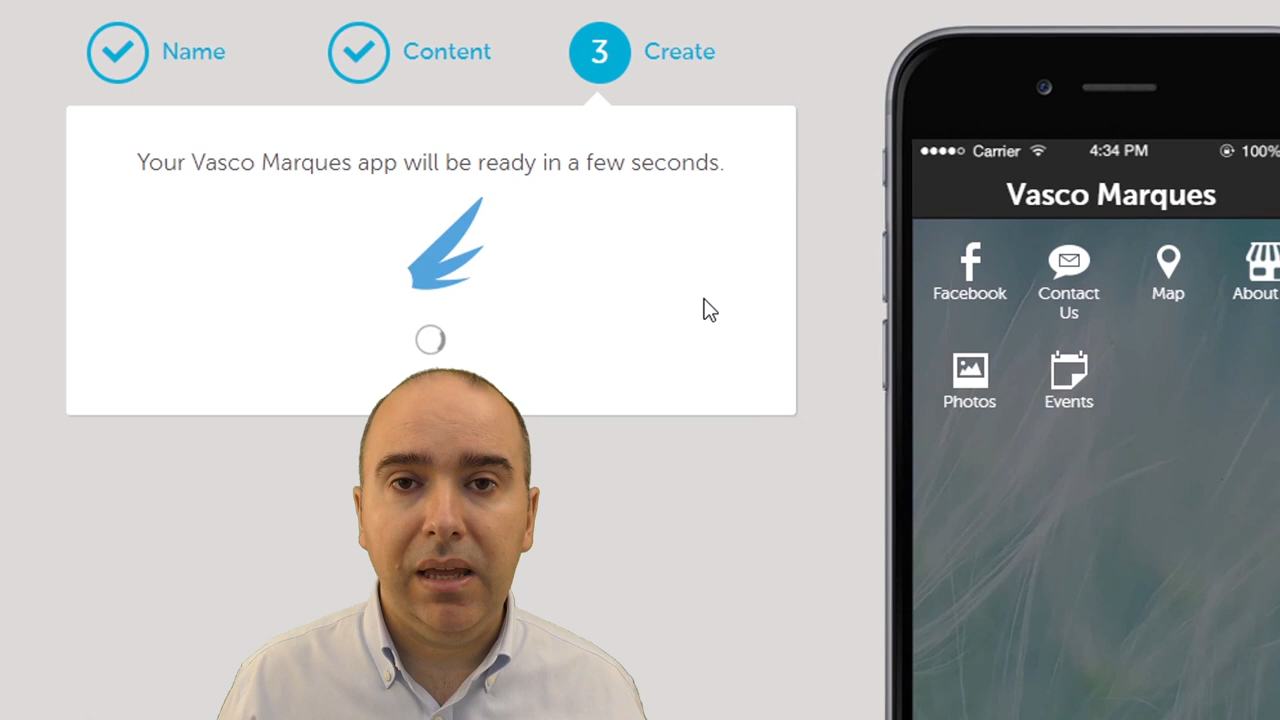 Name
Content
3 Create
Your Vasco Marques app will be ready in a few seconds.
Carrier 4:34 PM 100%
Vasco Marques
Facebook
Contact Us
Map
About
Photos
Events